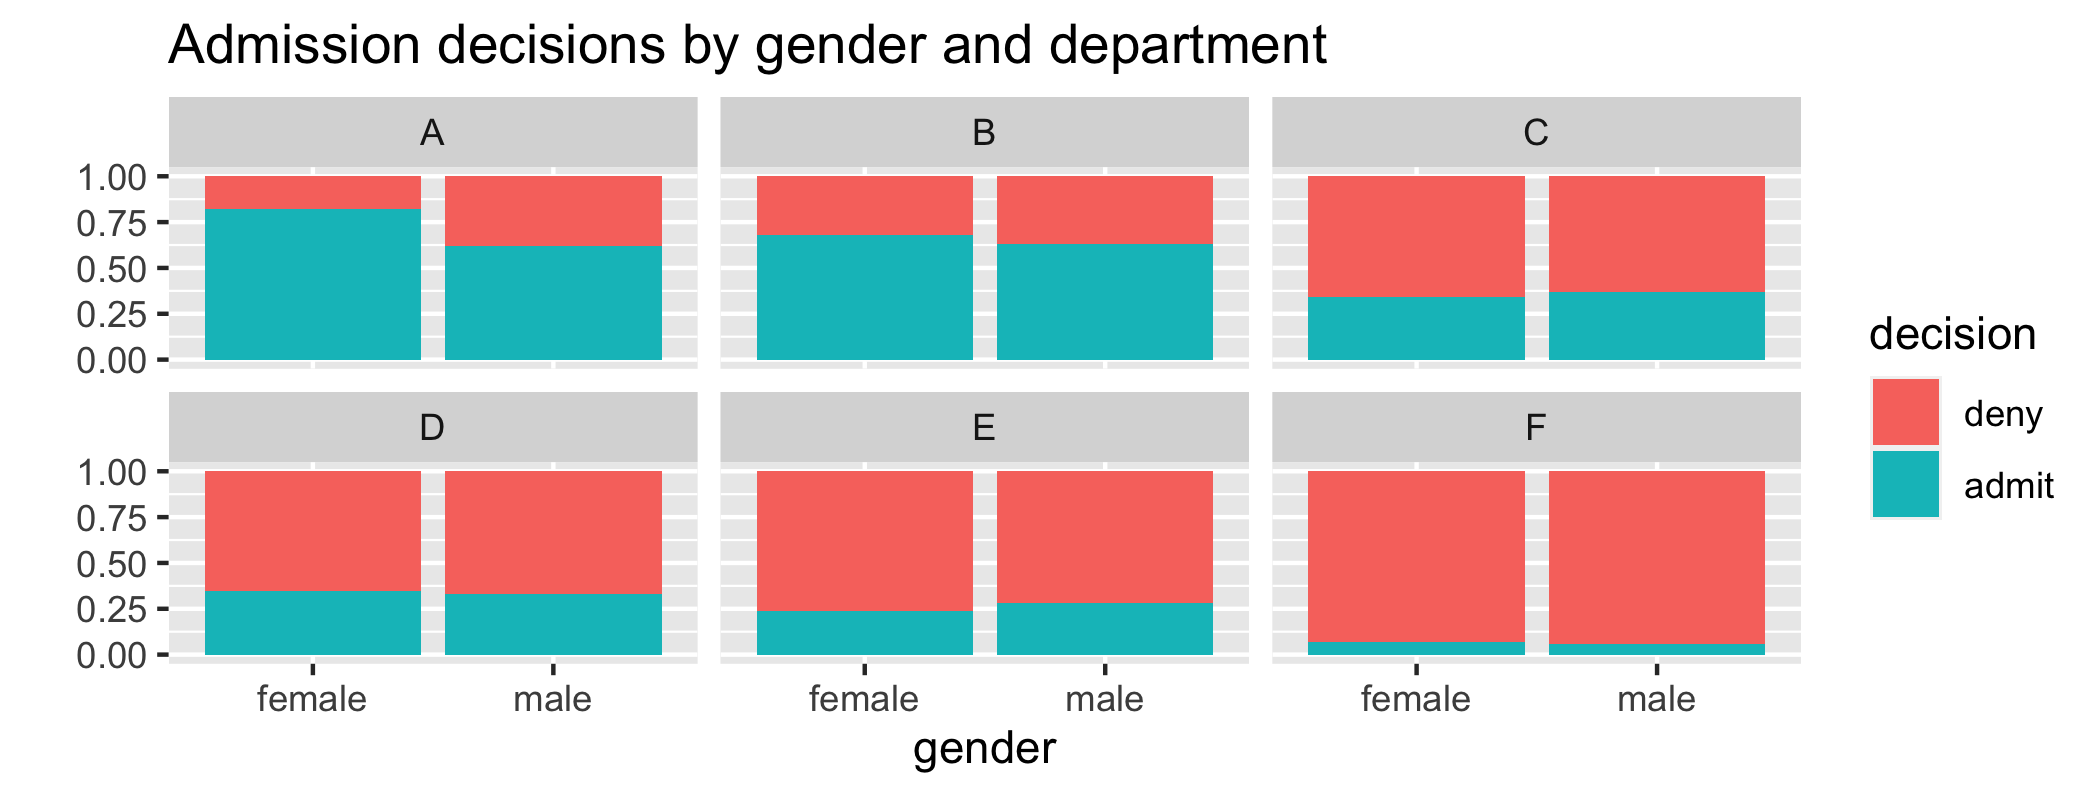 Admission decisions by gender and department
A B C
1.00
0.75
0.50
0.25
0.00
D E F
1.00
0.75
0.50
0.25
0.00
female male female male female male
gender
decision
deny
admit